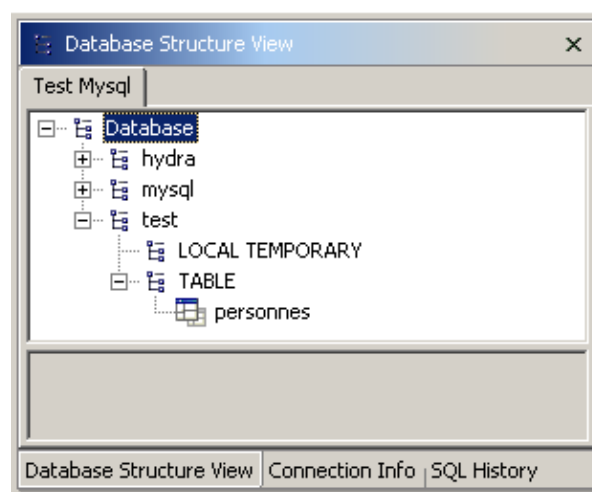 Database Structure View
Test Mysql
Database
hydra
mysql
test
LOCAL TEMPORARY
TABLE
personnes
Database Structure View Connection Info SQL History